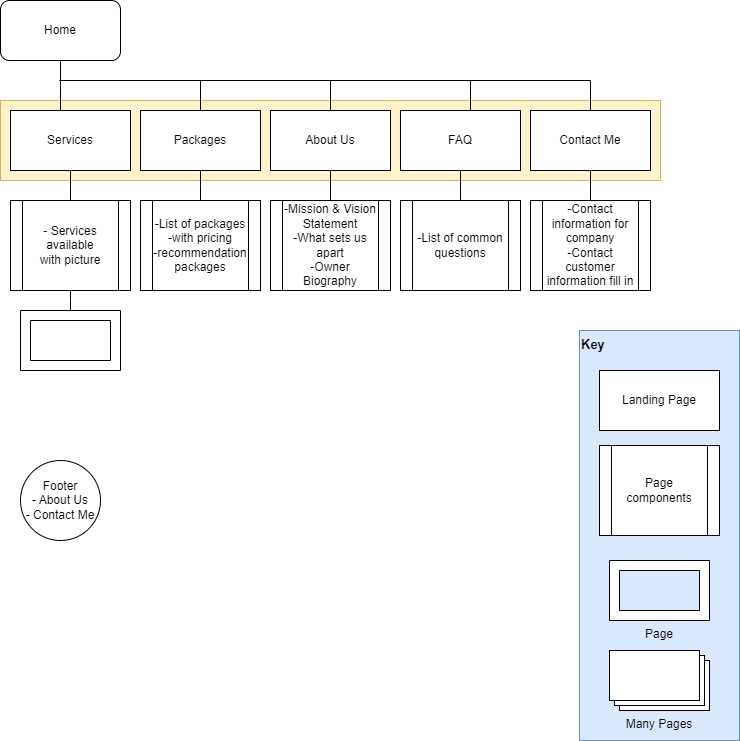 Home
Services
Packages
About Us
FAQ
Contact Me
- Services
available
with picture
-List of packages
-with pricing
-recommendation
packages
-Mission & Vision
Statement
-What sets us
apart
-Owner
Biography
-List of common
questions
-Contact
information for
company
-Contact
customer
information fill in
Key
Landing Page
Page
components
Page
Many Pages
Footer
- About Us
- Contact Me